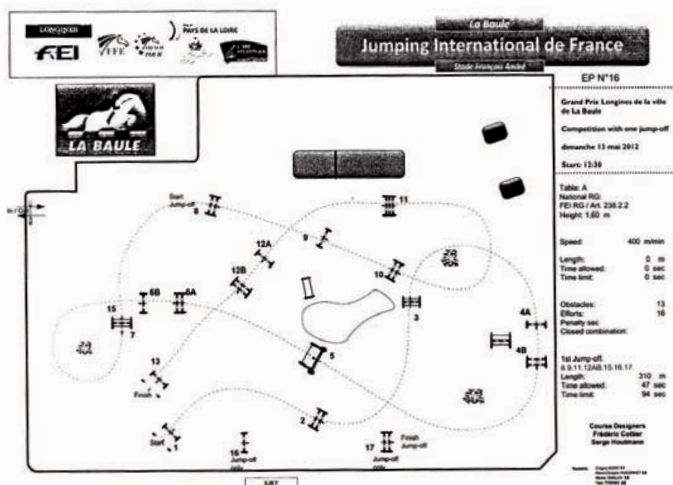 LONGINES
PAYS DE LA LOIRE
FEI
FFE
La Baule
Jumping International de France
Stade François André
LA BAULE
EP N°16
Grand Prix Longines de la ville
de La Baule
Competition with one jump-off
dimanche 13 mai 2012
Start: 12:30
Table: A
National RG:
FEI RG / Art. 238.2.2
Height: 1,60 m
Speed: 400 m/min
Length: 0 m
Time allowed: 0 sec
Time limit: 0 sec
Obstacles: 13
Efforts: 16
Penalty sec
Closed combination:
1st Jump-off:
8.9.11.12AB.15.16.17.
Length: 310 m
Time allowed: 47 sec
Time limit: 94 sec
Course Designers
Frédéric Cottier
Serge Houtmann
Start
Jump-off
8
11
9
12A
12B
10
6B
6A
15
7
3
4A
4B
5
13
Finish
Start
1
2
16
Jump-off
only
17
Finish
Jump-off
Jump-off
only
JURY